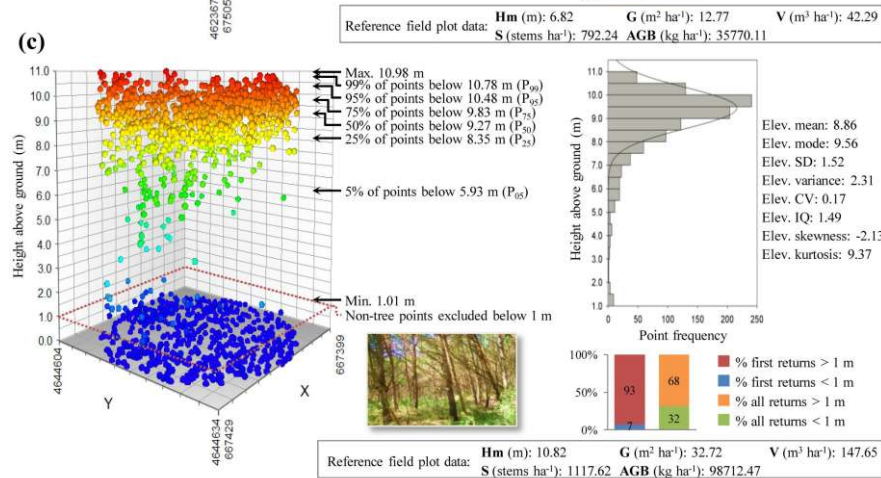 462367
67505
Reference field plot data: Hm (m): 6.82 G (m² ha⁻¹): 12.77 V (m³ ha⁻¹): 42.29
S (stems ha⁻¹): 792.24 AGB (kg ha⁻¹): 35770.11
(c)
Height above ground (m)
11.0
10.0
9.0
8.0
7.0
6.0
5.0
4.0
3.0
2.0
1.0
0.0
4644604
Y
4644634
667429
X
667399
Max. 10.98 m
99% of points below 10.78 m (P₉₉)
95% of points below 10.48 m (P₉₅)
75% of points below 9.83 m (P₇₅)
50% of points below 9.27 m (P₅₀)
25% of points below 8.35 m (P₂₅)
5% of points below 5.93 m (P₀₅)
Min. 1.01 m
Non-tree points excluded below 1 m
Height above ground (m)
11.0
10.0
9.0
8.0
7.0
6.0
5.0
4.0
3.0
2.0
1.0
0 50 100 150 200 250
Point frequency
Elev. mean: 8.86
Elev. mode: 9.56
Elev. SD: 1.52
Elev. variance: 2.31
Elev. CV: 0.17
Elev. IQ: 1.49
Elev. skewness: -2.13
Elev. kurtosis: 9.37
100%
50%
0%
93
7
68
32
% first returns > 1 m
% first returns < 1 m
% all returns > 1 m
% all returns < 1 m
Reference field plot data: Hm (m): 10.82 G (m² ha⁻¹): 32.72 V (m³ ha⁻¹): 147.65
S (stems ha⁻¹): 1117.62 AGB (kg ha⁻¹): 98712.47